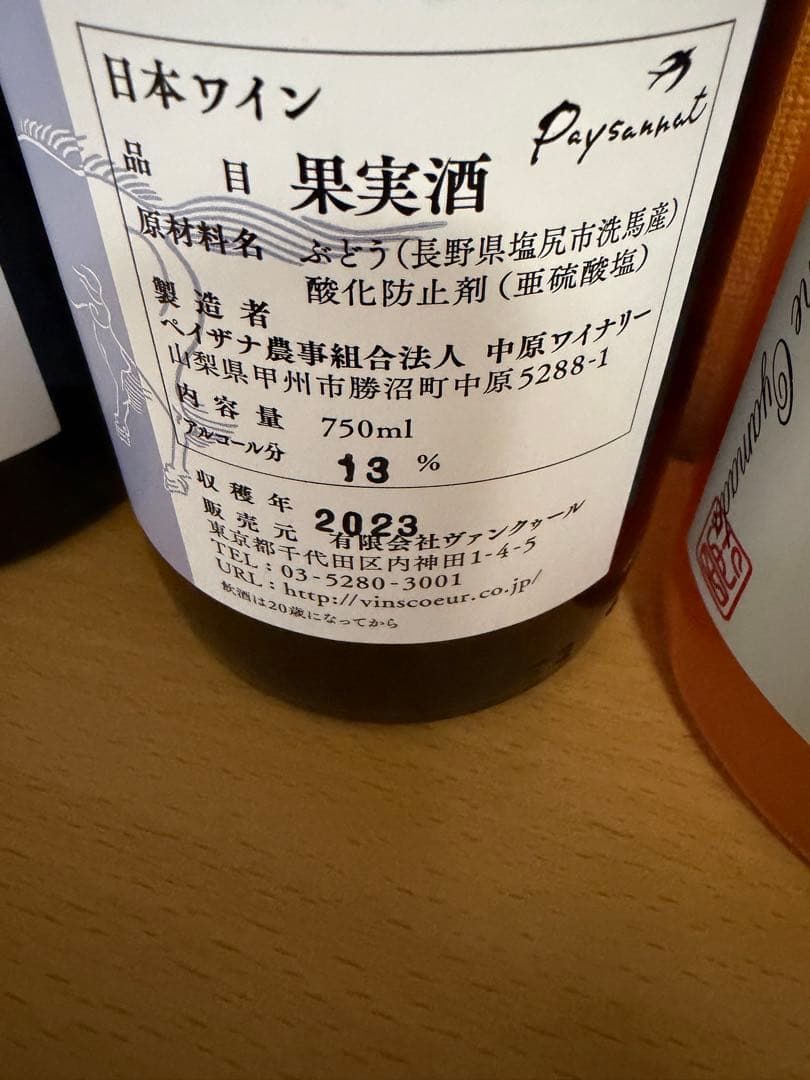 日本ワイン
Paysannat
品目 果実酒
原材料名 ぶどう(長野県塩尻市洗馬産)
酸化防止剤(亜硫酸塩)
製造者
ペイザナ農事組合法人 中原ワイナリー
山梨県甲州市勝沼町中原5288-1
内容量 750ml
アルコール分 13 %
収穫年 2023
販売元 有限会社ヴァンクゥール
東京都千代田区内神田1-4-5
TEL:03-5280-3001
URL:http://vinscoeur.co.jp/
飲酒は20歳になってから